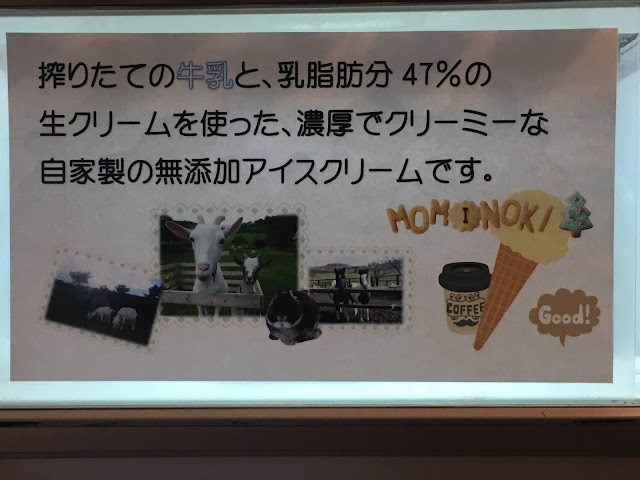 搾りたての牛乳と、乳脂肪分 47％の
生クリームを使った、濃厚でクリーミーな
自家製の無添加アイスクリームです。
MOMINOKI
COFFEE
Good!